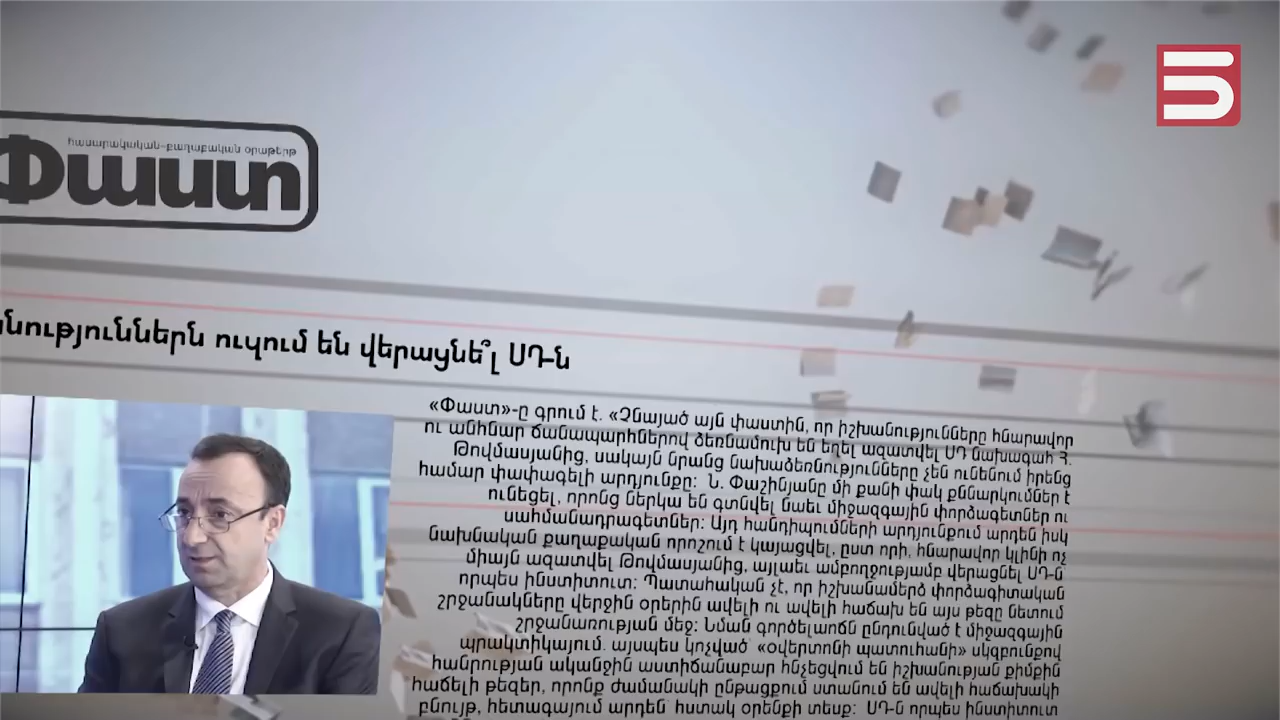 հասարակական-քաղաքական օրաթերթ
Փաստ
նություններն ուզում են վերացնե՞լ ՍԴ-ն
«Փաստ»-ը գրում է. «Չնայած այն փաստին, որ իշխանությունները հնարավոր
ու անհնար ճանապարհներով ձեռնամուխ են եղել ազատվել ՍԴ նախագահ Հ.
Թովմասյանից, սակայն նրանց նախաձեռնությունները չեն ունենում իրենց
համար փափագելի արդյունքը: Ն. Փաշինյանը մի քանի փակ քննարկումներ է
ունեցել, որոնց ներկա են գտնվել նաեւ միջազգային փորձագետներ ու
սահմանադրագետներ: Այդ հանդիպումների արդյունքում արդեն իսկ
նախնական քաղաքական որոշում է կայացվել, ըստ որի, հնարավոր կլինի ոչ
միայն ազատվել Թովմասյանից, այլաեւ ամբողջությամբ վերացնել ՍԴ-ն՝
որպես ինստիտուտ: Պատահական չէ, որ իշխանամերձ փորձագիտական
շրջանակները վերջին օրերին ավելի ու ավելի հաճախ են այս թեզը նետում
շրջանառության մեջ: Նման գործելաոճն ընդունված է միջազգային
պրակտիկայում. այսպես կոչված՝ «օվերտոնի պատուհանի» սկզբունքով
հանրության ականջին աստիճանաբար հնչեցվում են իշխանության քիմքին
հաճելի թեզեր, որոնք ժամանակի ընթացքում ստանում են ավելի հաճախակի
բնույթ, հետագայում արդեն՝ հստակ օրենքի տեսք: ՍԴ-ն որպես ինստիտուտ